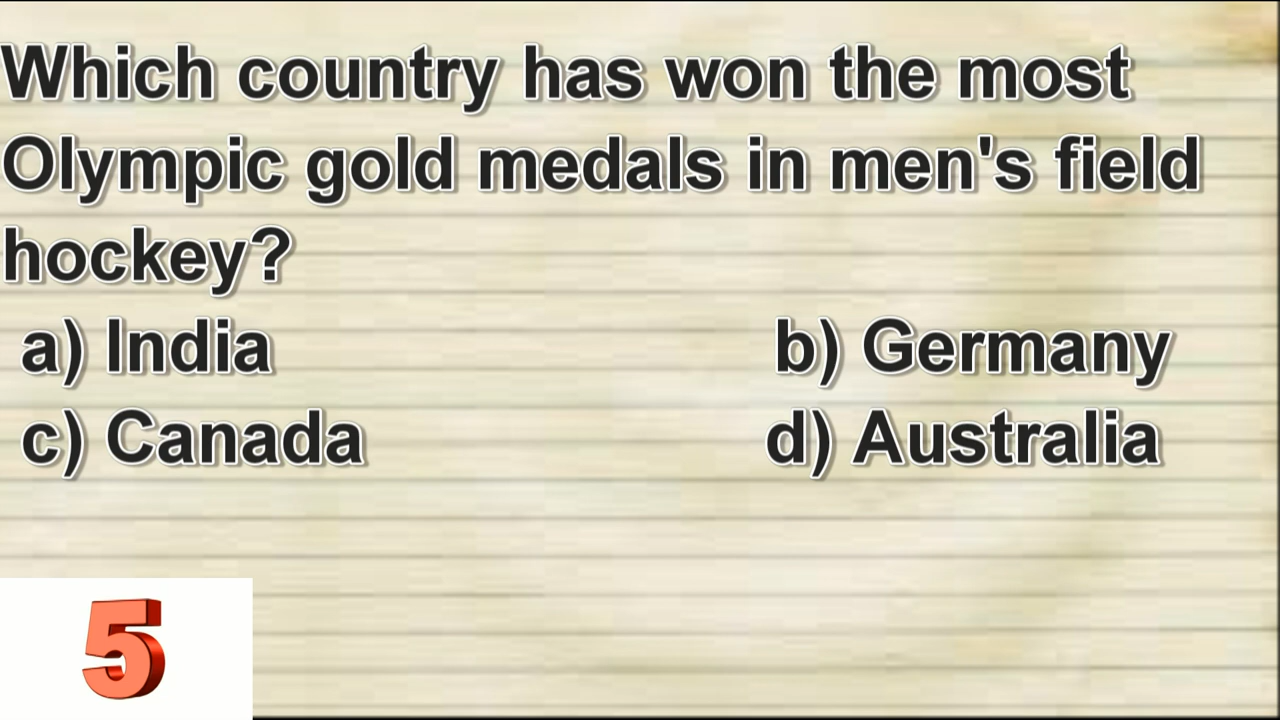 Which country has won the most
Olympic gold medals in men's field
hockey?
a) India b) Germany
c) Canada d) Australia
5